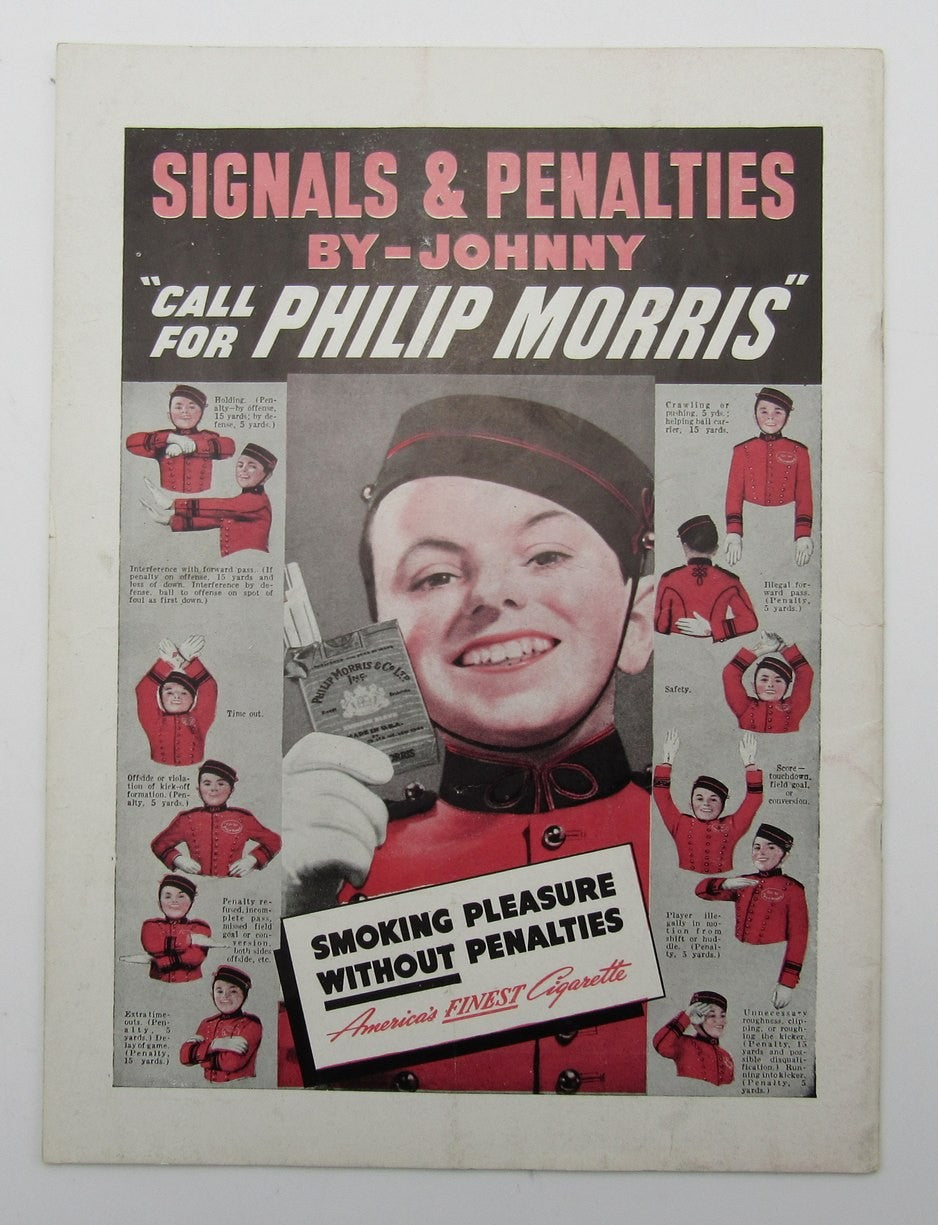 SIGNALS & PENALTIES
BY-JOHNNY
"CALL
FOR PHILIP MORRIS"
Holding. (Pen-
alty—by offense,
15 yards; by de-
fense, 5 yards.)
Interference with forward pass. (If
penalty on offense, 15 yards and
loss of down. Interference by de-
fense, ball to offense on spot of
foul as first down.)
Time out.
Offside or viola-
tion of kick-off
formation. (Pen-
alty, 5 yards.)
Penalty re-
fused, incom-
plete pass,
missed field
goal or con-
version,
both sides
offside, etc.
Extra time-
outs. (Pen-
alty, 5
yards.) De-
lay of game.
(Penalty,
15 yards.)
PHILIP MORRIS & CO. LTD.
INC.
MADE IN U.S.A.
RRIS
SMOKING PLEASURE
WITHOUT PENALTIES
America's FINEST Cigarette
Crawling or
pushing, 5 yds.;
helping ball car-
rier, 15 yards.
Illegal for-
ward pass.
(Penalty,
5 yards.)
Safety.
Score—
touchdown,
field goal,
or
conversion.
Player ille-
gally in mo-
tion from
shift or hud-
dle. (Penal-
ty, 5 yards.)
Unnecessary
roughness, clip-
ping, or rough-
ing the kicker.
(Penalty, 15
yards and pos-
sible disquali-
fication.) Run-
ning into kicker.
(Penalty, 5
yards.)